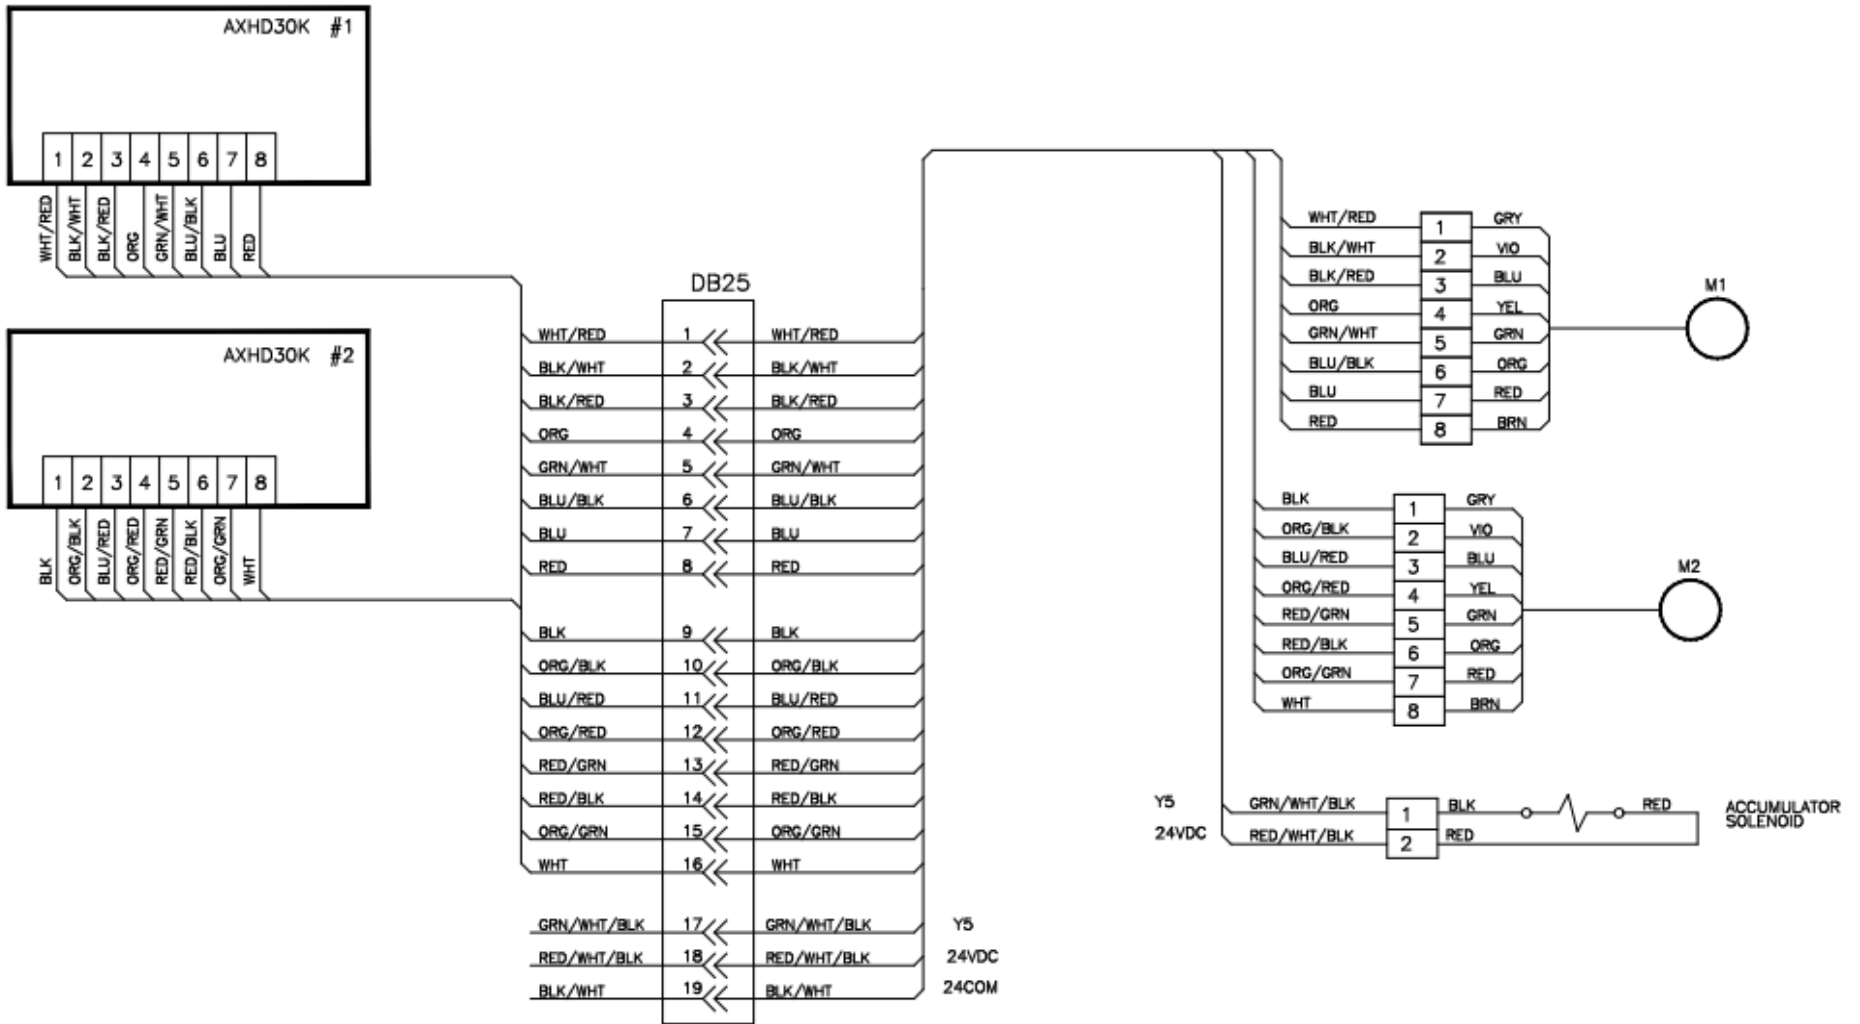 AXHD30K #1
1 2 3 4 5 6 7 8
WHT/RED
BLK/WHT
BLK/RED
ORG
GRN/WHT
BLU/BLK
BLU
RED
AXHD30K #2
1 2 3 4 5 6 7 8
BLK
ORG/BLK
BLU/RED
ORG/RED
RED/GRN
RED/BLK
ORG/GRN
WHT
DB25
WHT/RED 1 WHT/RED
BLK/WHT 2 BLK/WHT
BLK/RED 3 BLK/RED
ORG 4 ORG
GRN/WHT 5 GRN/WHT
BLU/BLK 6 BLU/BLK
BLU 7 BLU
RED 8 RED
BLK 9 BLK
ORG/BLK 10 ORG/BLK
BLU/RED 11 BLU/RED
ORG/RED 12 ORG/RED
RED/GRN 13 RED/GRN
RED/BLK 14 RED/BLK
ORG/GRN 15 ORG/GRN
WHT 16 WHT
GRN/WHT/BLK 17 GRN/WHT/BLK Y5
RED/WHT/BLK 18 RED/WHT/BLK 24VDC
BLK/WHT 19 BLK/WHT 24COM
WHT/RED 1 GRY
BLK/WHT 2 VIO
BLK/RED 3 BLU
ORG 4 YEL
GRN/WHT 5 GRN
BLU/BLK 6 ORG
BLU 7 RED
RED 8 BRN
M1
BLK 1 GRY
ORG/BLK 2 VIO
BLU/RED 3 BLU
ORG/RED 4 YEL
RED/GRN 5 GRN
RED/BLK 6 ORG
ORG/GRN 7 RED
WHT 8 BRN
M2
Y5 GRN/WHT/BLK 1 BLK RED
24VDC RED/WHT/BLK 2 RED
ACCUMULATOR
SOLENOID